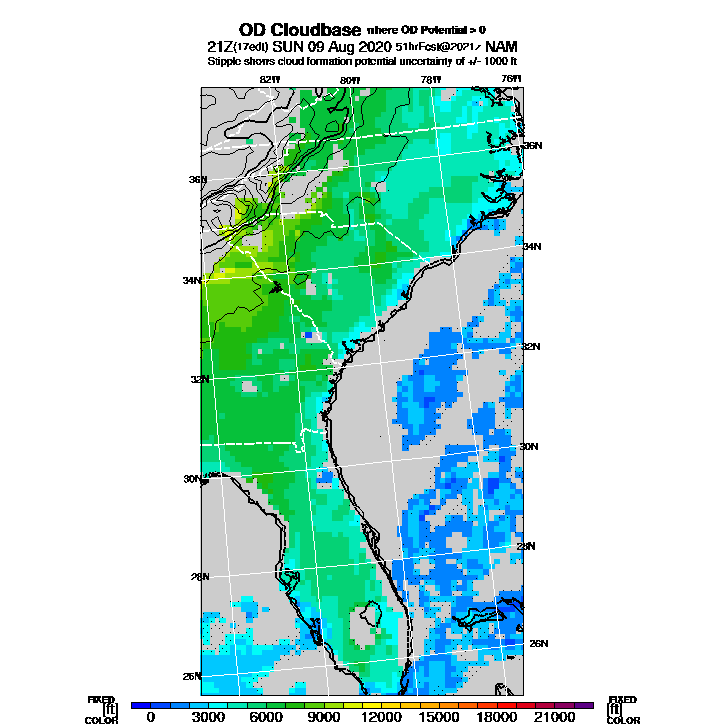 OD Cloudbase where OD Potential > 0
21Z(17edt) SUN 09 Aug 2020 51hrFcst@2021z NAM
Stipple shows cloud formation potential uncertainty of +/- 1000 ft
82W 80W 78W 76W
36N
36N
34N
34N
32N
32N
30N
30N
28N
28N
26N
26N
FIXED FIXED
[ft] 0 3000 6000 9000 12000 15000 18000 21000 [ft]
COLOR COLOR